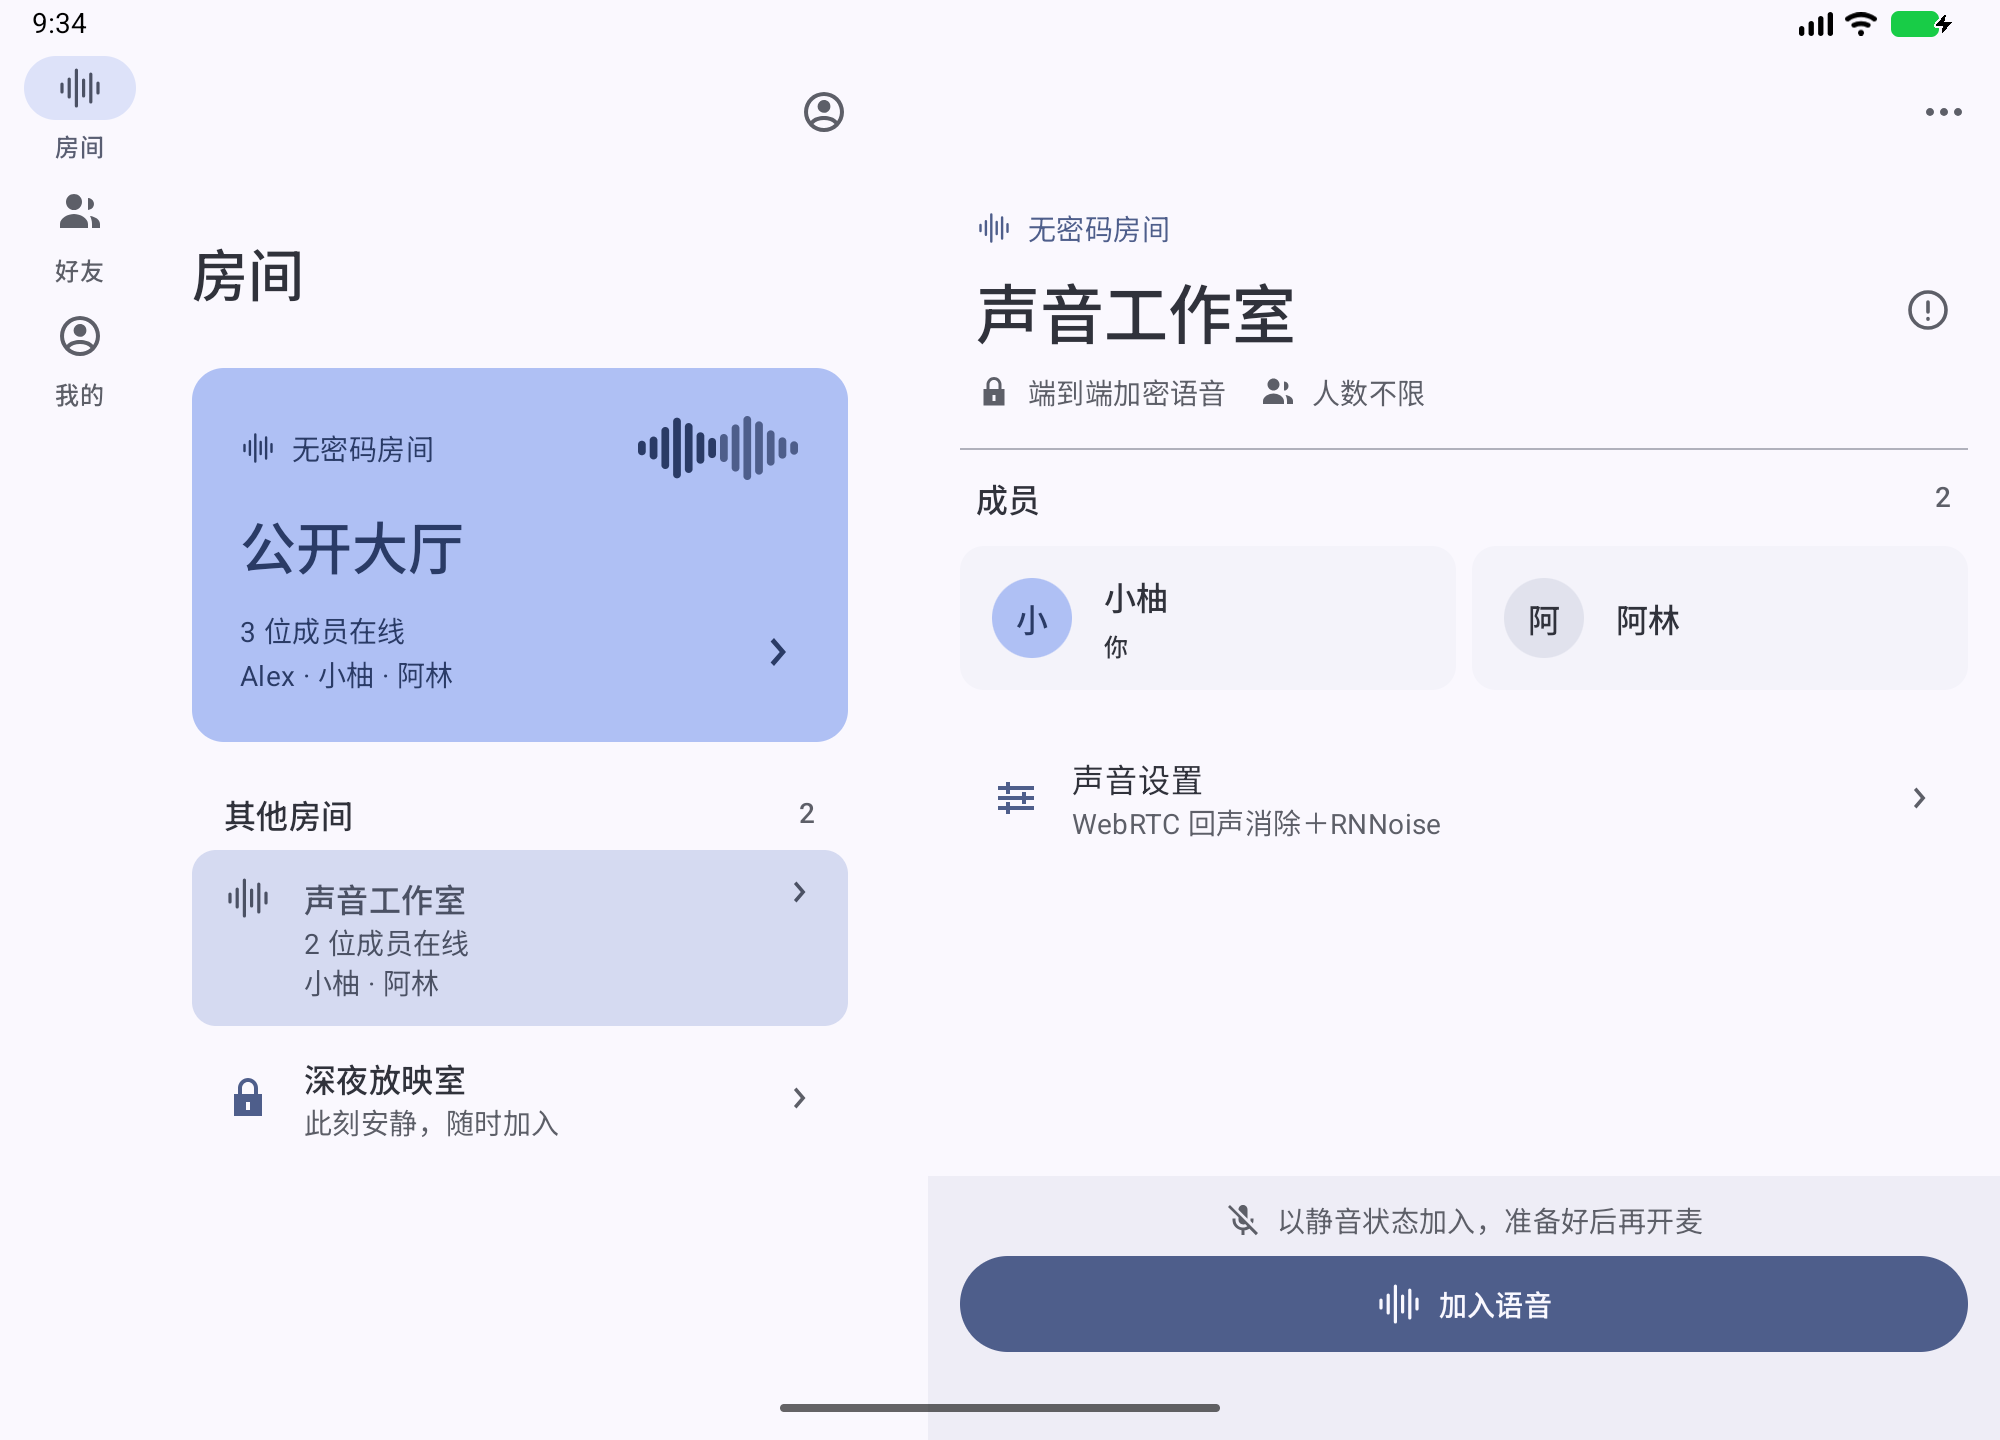 9:34
房间
好友
我的
房间
无密码房间
公开大厅
3 位成员在线
Alex · 小柚 · 阿林
其他房间
2
声音工作室
2 位成员在线
小柚 · 阿林
深夜放映室
此刻安静，随时加入
无密码房间
声音工作室
端到端加密语音
人数不限
成员
2
小
小柚
你
阿
阿林
声音设置
WebRTC 回声消除＋RNNoise
以静音状态加入，准备好后再开麦
加入语音